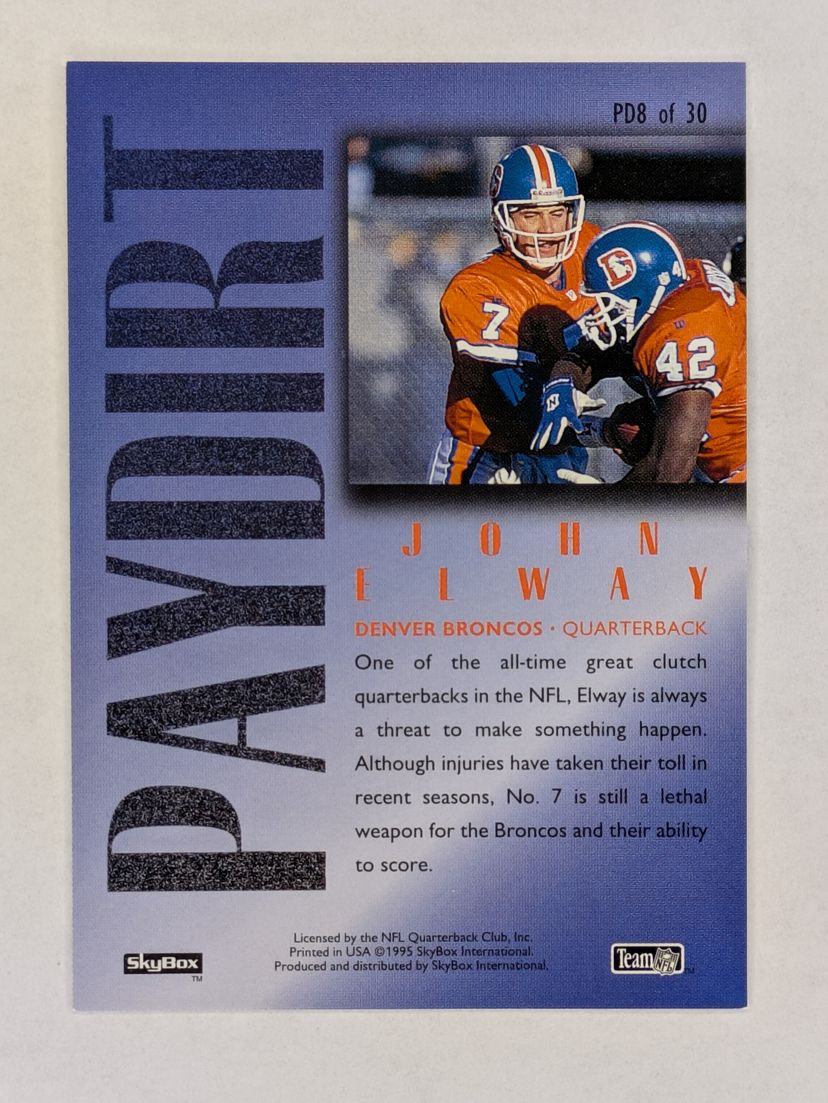 PD8 of 30
PAYDIRT
7
42
JOHN
ELWAY
DENVER BRONCOS • QUARTERBACK
One of the all-time great clutch
quarterbacks in the NFL, Elway is always
a threat to make something happen.
Although injuries have taken their toll in
recent seasons, No. 7 is still a lethal
weapon for the Broncos and their ability
to score.
Licensed by the NFL Quarterback Club, Inc.
Printed in USA ©1995 SkyBox International.
Produced and distributed by SkyBox International.
SkyBox
TM
Team NFL